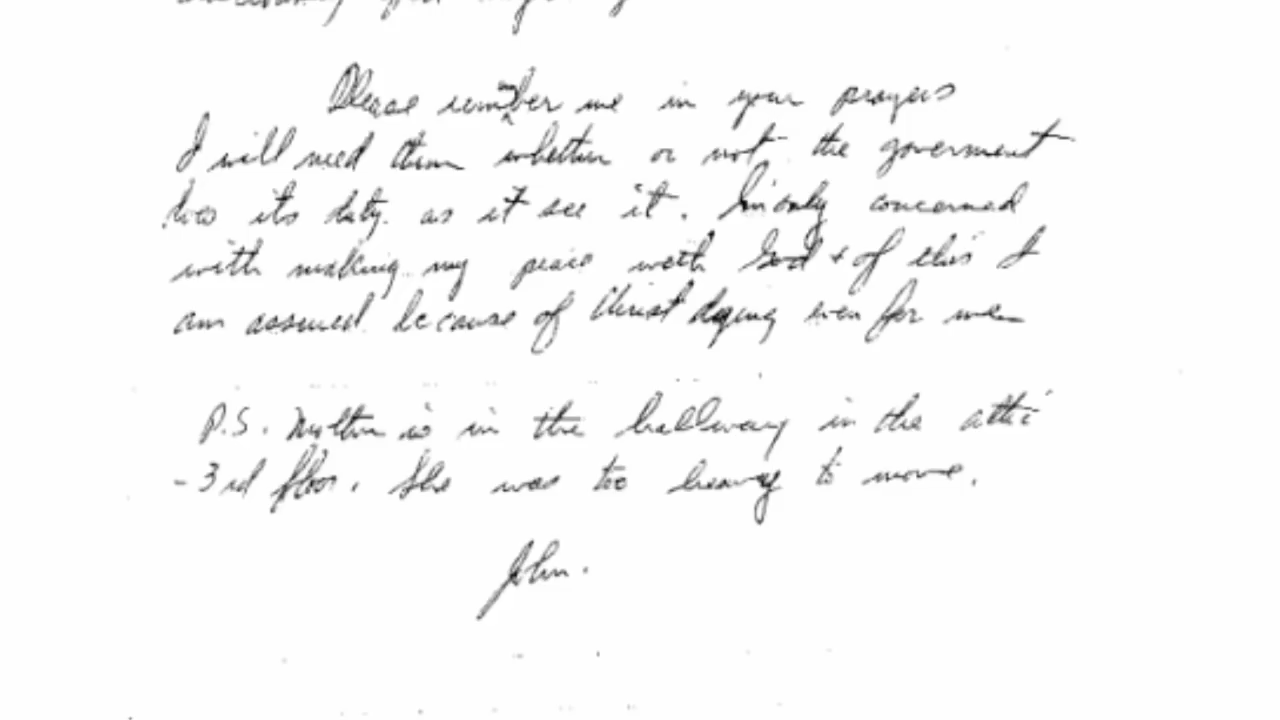 Please remember me in your prayers
I will need them whether or not the goverment
does its duty. as it see it. Im only concerned
with making my peace with God & of this I
am assured because of Christ dying even for me
P.S. Mother is in the hallway in the attic
- 3rd floor. She was too heavy to move.
John.